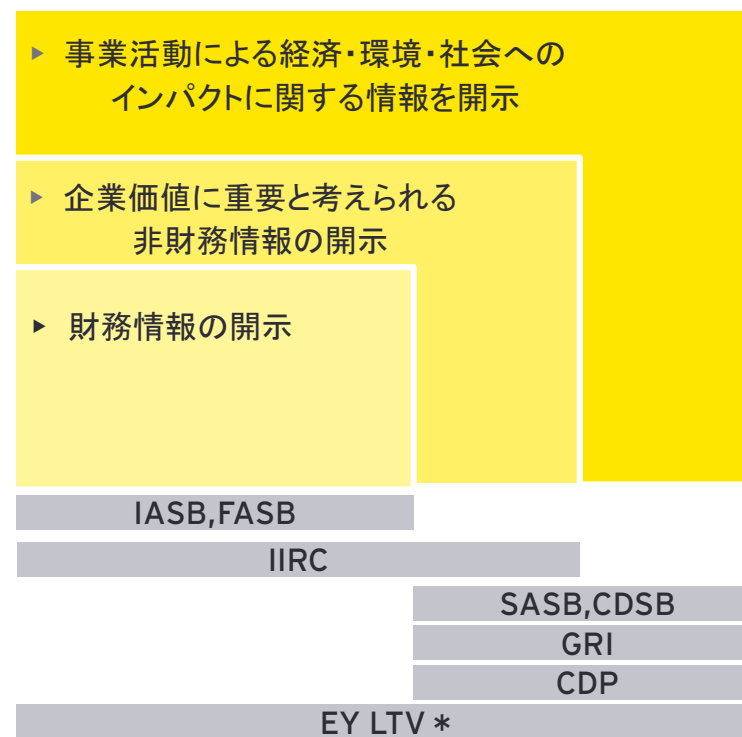 ▶ 事業活動による経済・環境・社会への
インパクトに関する情報を開示
▶ 企業価値に重要と考えられる
非財務情報の開示
▶ 財務情報の開示
IASB,FASB
IIRC
SASB,CDSB
GRI
CDP
EY LTV *